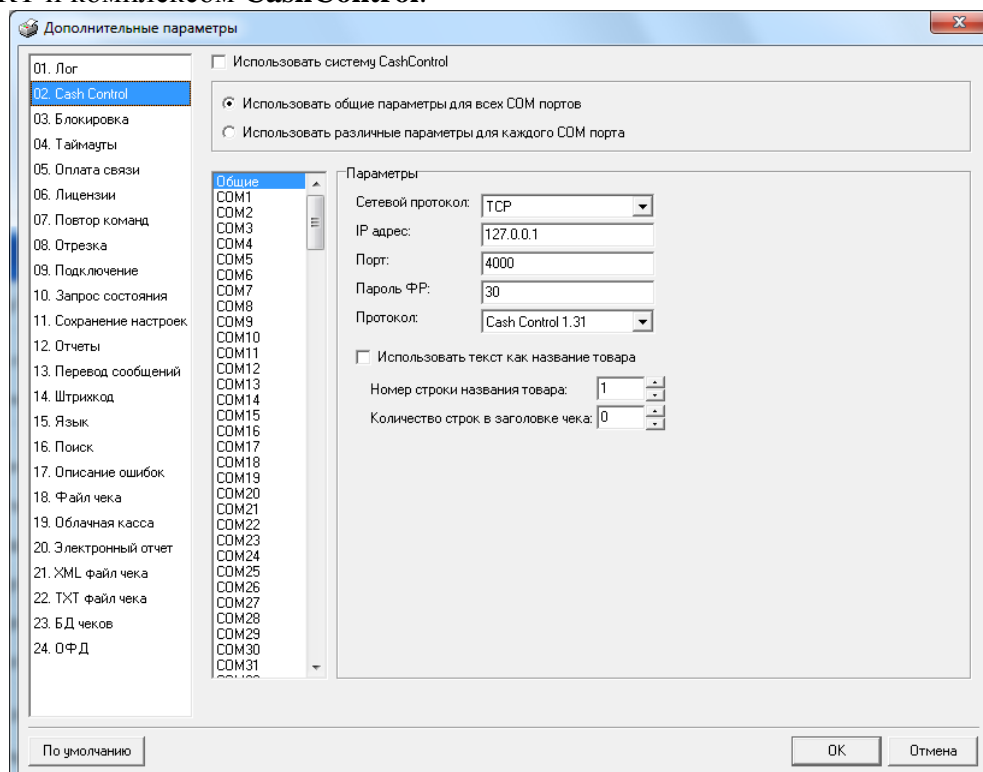 КТ и комплексом CashControl.
Дополнительные параметры
01. Лог
02. Cash Control
03. Блокировка
04. Таймауты
05. Оплата связи
06. Лицензии
07. Повтор команд
08. Отрезка
09. Подключение
10. Запрос состояния
11. Сохранение настроек
12. Отчеты
13. Перевод сообщений
14. Штрихкод
15. Язык
16. Поиск
17. Описание ошибок
18. Файл чека
19. Облачная касса
20. Электронный отчет
21. XML файл чека
22. TXT файл чека
23. БД чеков
24. ОФД
Использовать систему CashControl
Использовать общие параметры для всех COM портов
Использовать различные параметры для каждого COM порта
Общие
COM1
COM2
COM3
COM4
COM5
COM6
COM7
COM8
COM9
COM10
COM11
COM12
COM13
COM14
COM15
COM16
COM17
COM18
COM19
COM20
COM21
COM22
COM23
COM24
COM25
COM26
COM27
COM28
COM29
COM30
COM31
Параметры
Сетевой протокол: TCP
IP адрес: 127.0.0.1
Порт: 4000
Пароль ФР: 30
Протокол: Cash Control 1.31
Использовать текст как название товара
Номер строки названия товара: 1
Количество строк в заголовке чека: 0
По умолчанию
OK
Отмена